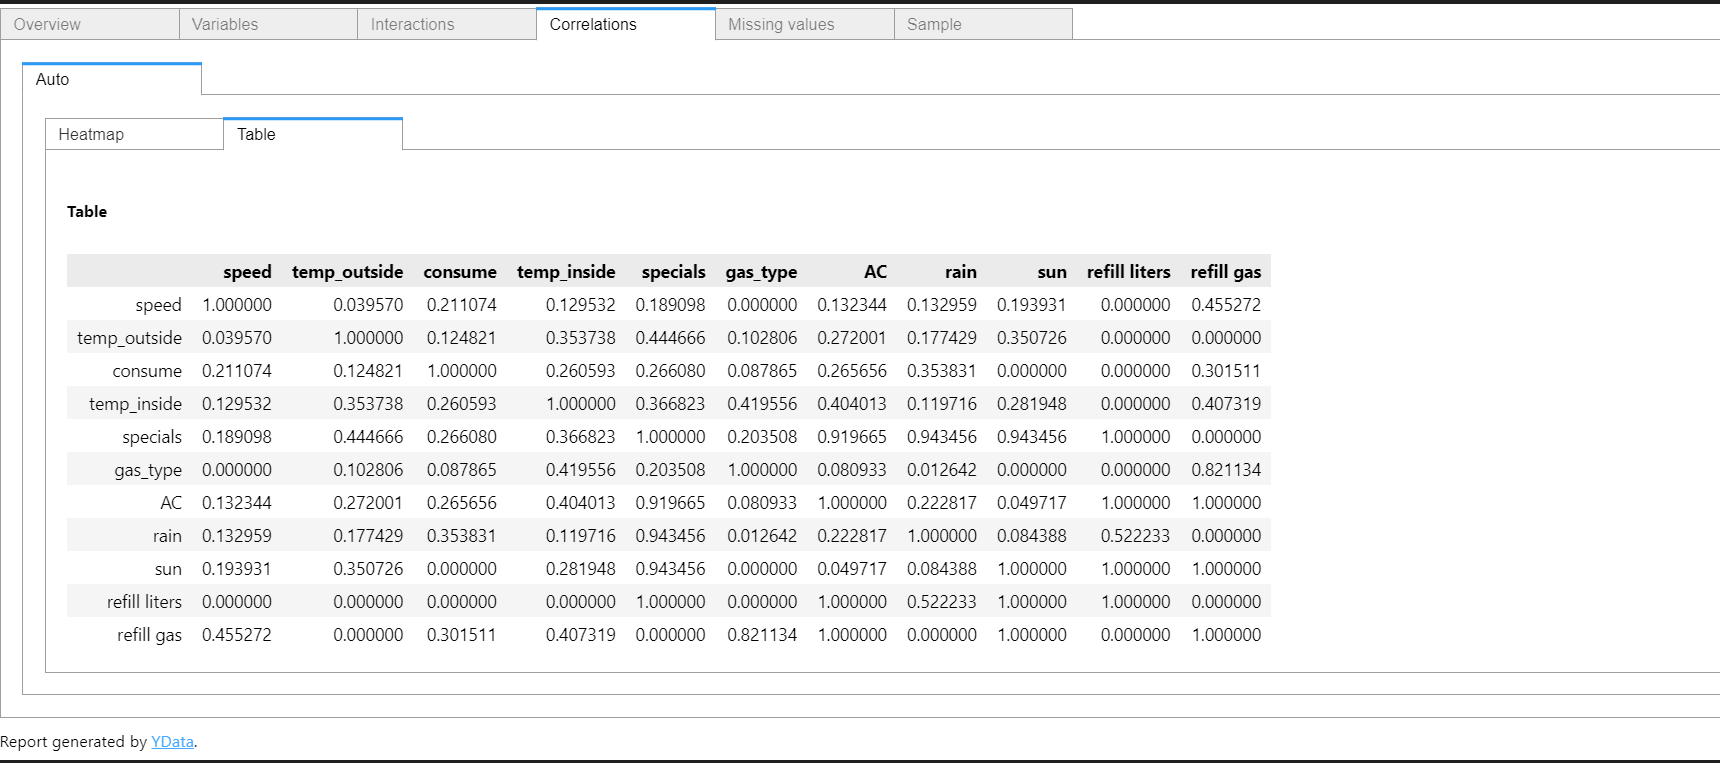 Overview Variables Interactions Correlations Missing values Sample
Auto
Heatmap Table
Table
speed temp_outside consume temp_inside specials gas_type AC rain sun refill liters refill gas
speed 1.000000 0.039570 0.211074 0.129532 0.189098 0.000000 0.132344 0.132959 0.193931 0.000000 0.455272
temp_outside 0.039570 1.000000 0.124821 0.353738 0.444666 0.102806 0.272001 0.177429 0.350726 0.000000 0.000000
consume 0.211074 0.124821 1.000000 0.260593 0.266080 0.087865 0.265656 0.353831 0.000000 0.000000 0.301511
temp_inside 0.129532 0.353738 0.260593 1.000000 0.366823 0.419556 0.404013 0.119716 0.281948 0.000000 0.407319
specials 0.189098 0.444666 0.266080 0.366823 1.000000 0.203508 0.919665 0.943456 0.943456 1.000000 0.000000
gas_type 0.000000 0.102806 0.087865 0.419556 0.203508 1.000000 0.080933 0.012642 0.000000 0.000000 0.821134
AC 0.132344 0.272001 0.265656 0.404013 0.919665 0.080933 1.000000 0.222817 0.049717 1.000000 1.000000
rain 0.132959 0.177429 0.353831 0.119716 0.943456 0.012642 0.222817 1.000000 0.084388 0.522233 0.000000
sun 0.193931 0.350726 0.000000 0.281948 0.943456 0.000000 0.049717 0.084388 1.000000 1.000000 1.000000
refill liters 0.000000 0.000000 0.000000 0.000000 1.000000 0.000000 1.000000 0.522233 1.000000 1.000000 0.000000
refill gas 0.455272 0.000000 0.301511 0.407319 0.000000 0.821134 1.000000 0.000000 1.000000 0.000000 1.000000
Report generated by YData.